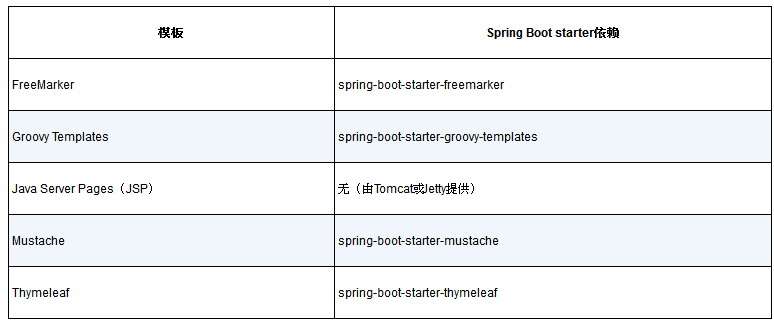 模板 Spring Boot starter依赖
FreeMarker spring-boot-starter-freemarker
Groovy Templates spring-boot-starter-groovy-templates
Java Server Pages（JSP） 无（由Tomcat或Jetty提供）
Mustache spring-boot-starter-mustache
Thymeleaf spring-boot-starter-thymeleaf